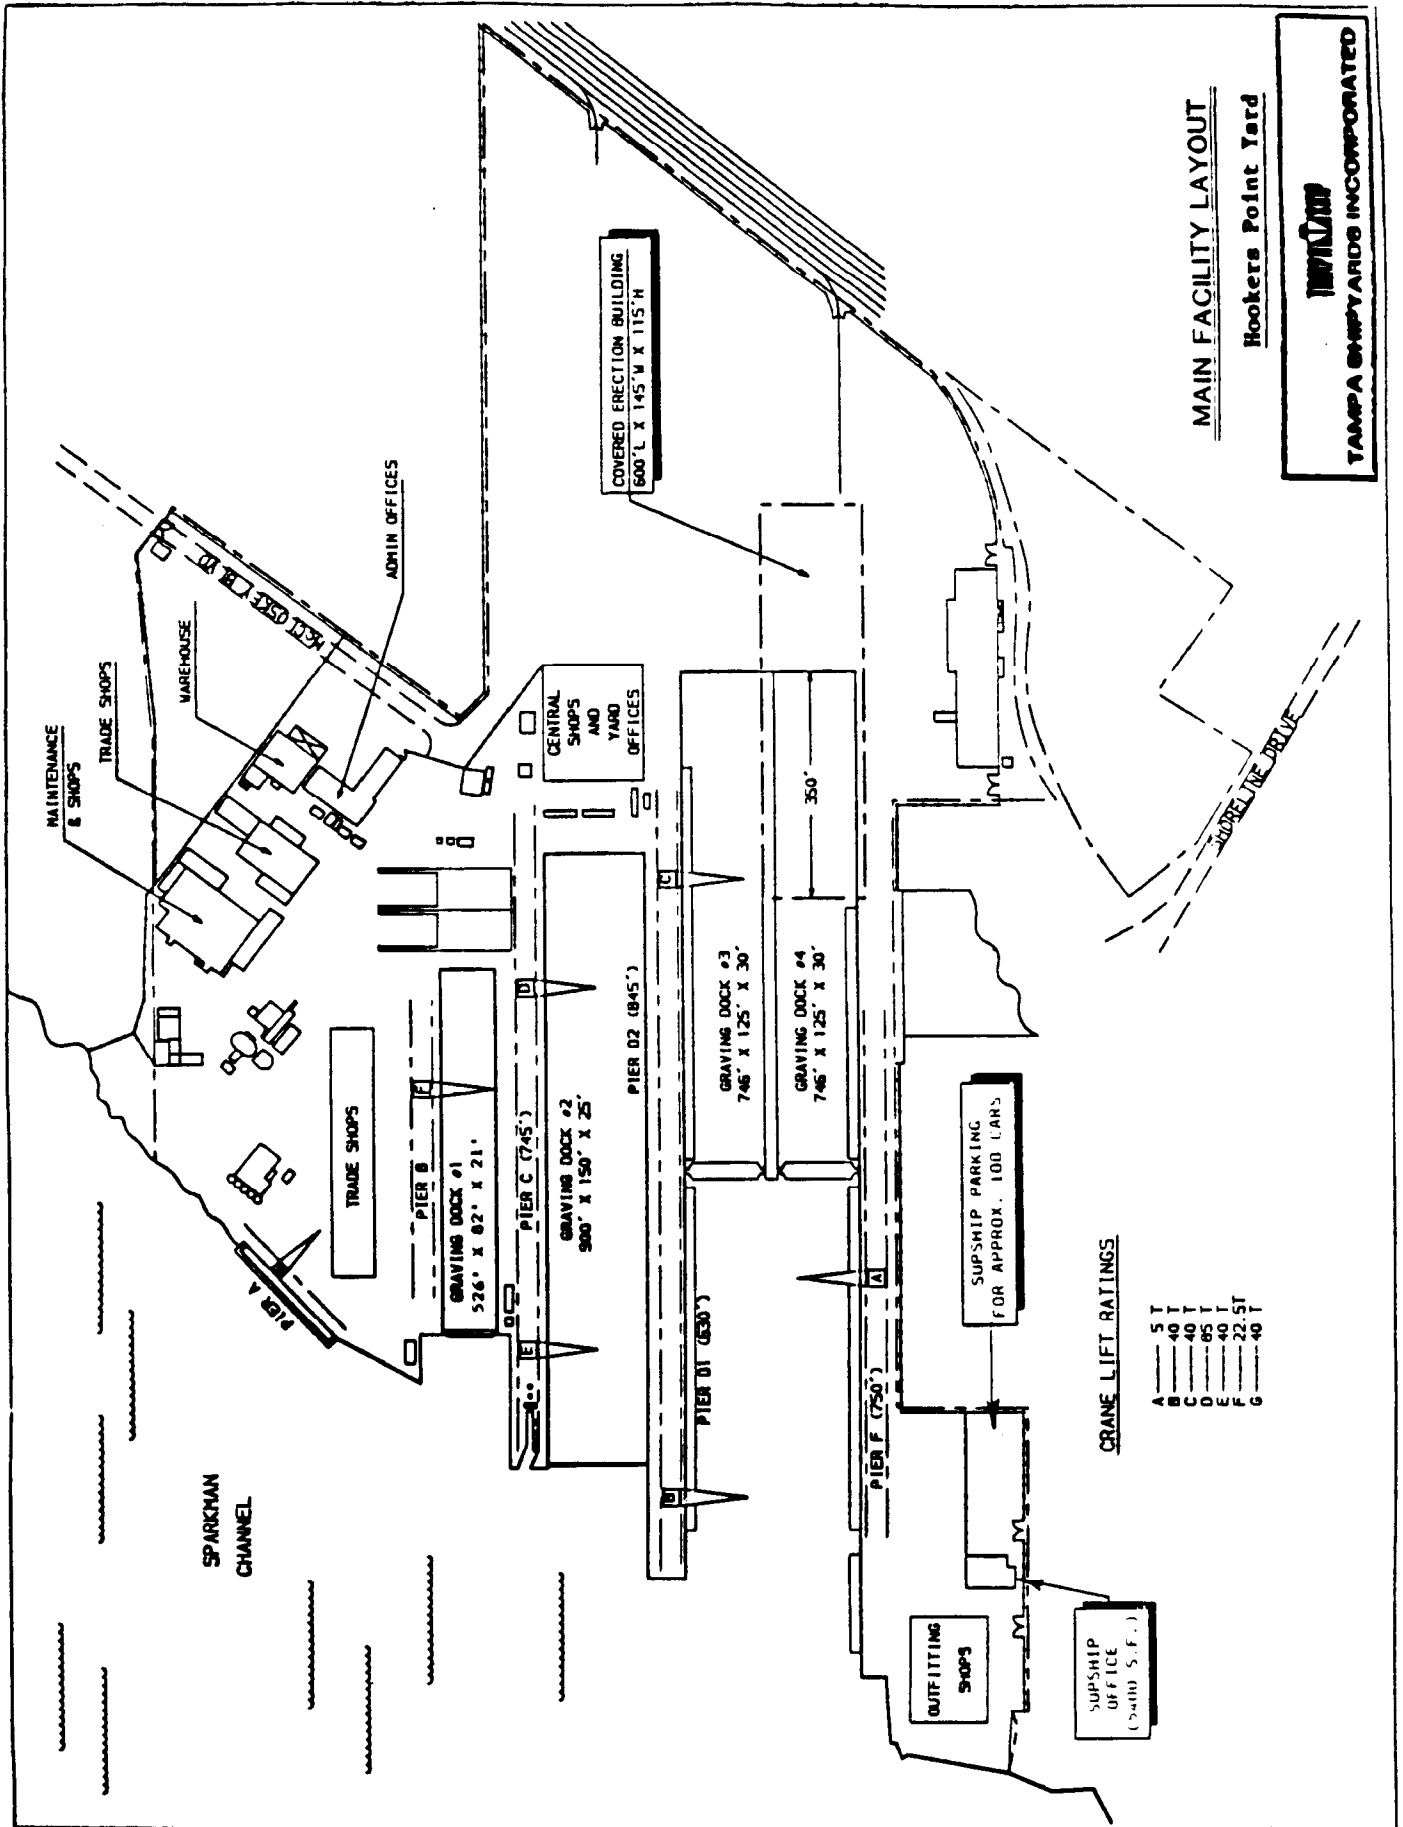 MAINTENANCE
& SHOPS
TRADE SHOPS
WAREHOUSE
ADMIN OFFICES
COVERED ERECTION BUILDING
600'L X 145'W X 115'H
CENTRAL
SHOPS
AND
YARD
OFFICES
SPARKMAN
CHANNEL
PIER A
TRADE SHOPS
PIER B
F
GRAVING DOCK #1
526' X 82' X 21'
PIER C (745')
D
E
GRAVING DOCK #2
900' X 150' X 25'
PIER D2 (845')
C
B
PIER D1 (630')
GRAVING DOCK #3
746' X 125' X 30'
GRAVING DOCK #4
746' X 125' X 30'
350'
A
PIER F (750')
OUTFITTING
SHOPS
SUPSHIP PARKING
FOR APPROX. 100 CARS
SUPSHIP
OFFICE
(5400 S.F.)
SHORELINE DRIVE
CRANE LIFT RATINGS
A 5 T
B 40 T
C 40 T
D 85 T
E 40 T
F 22.5T
G 40 T
MAIN FACILITY LAYOUT
Hookers Point Yard
TAMPA SHIPYARDS INCORPORATED